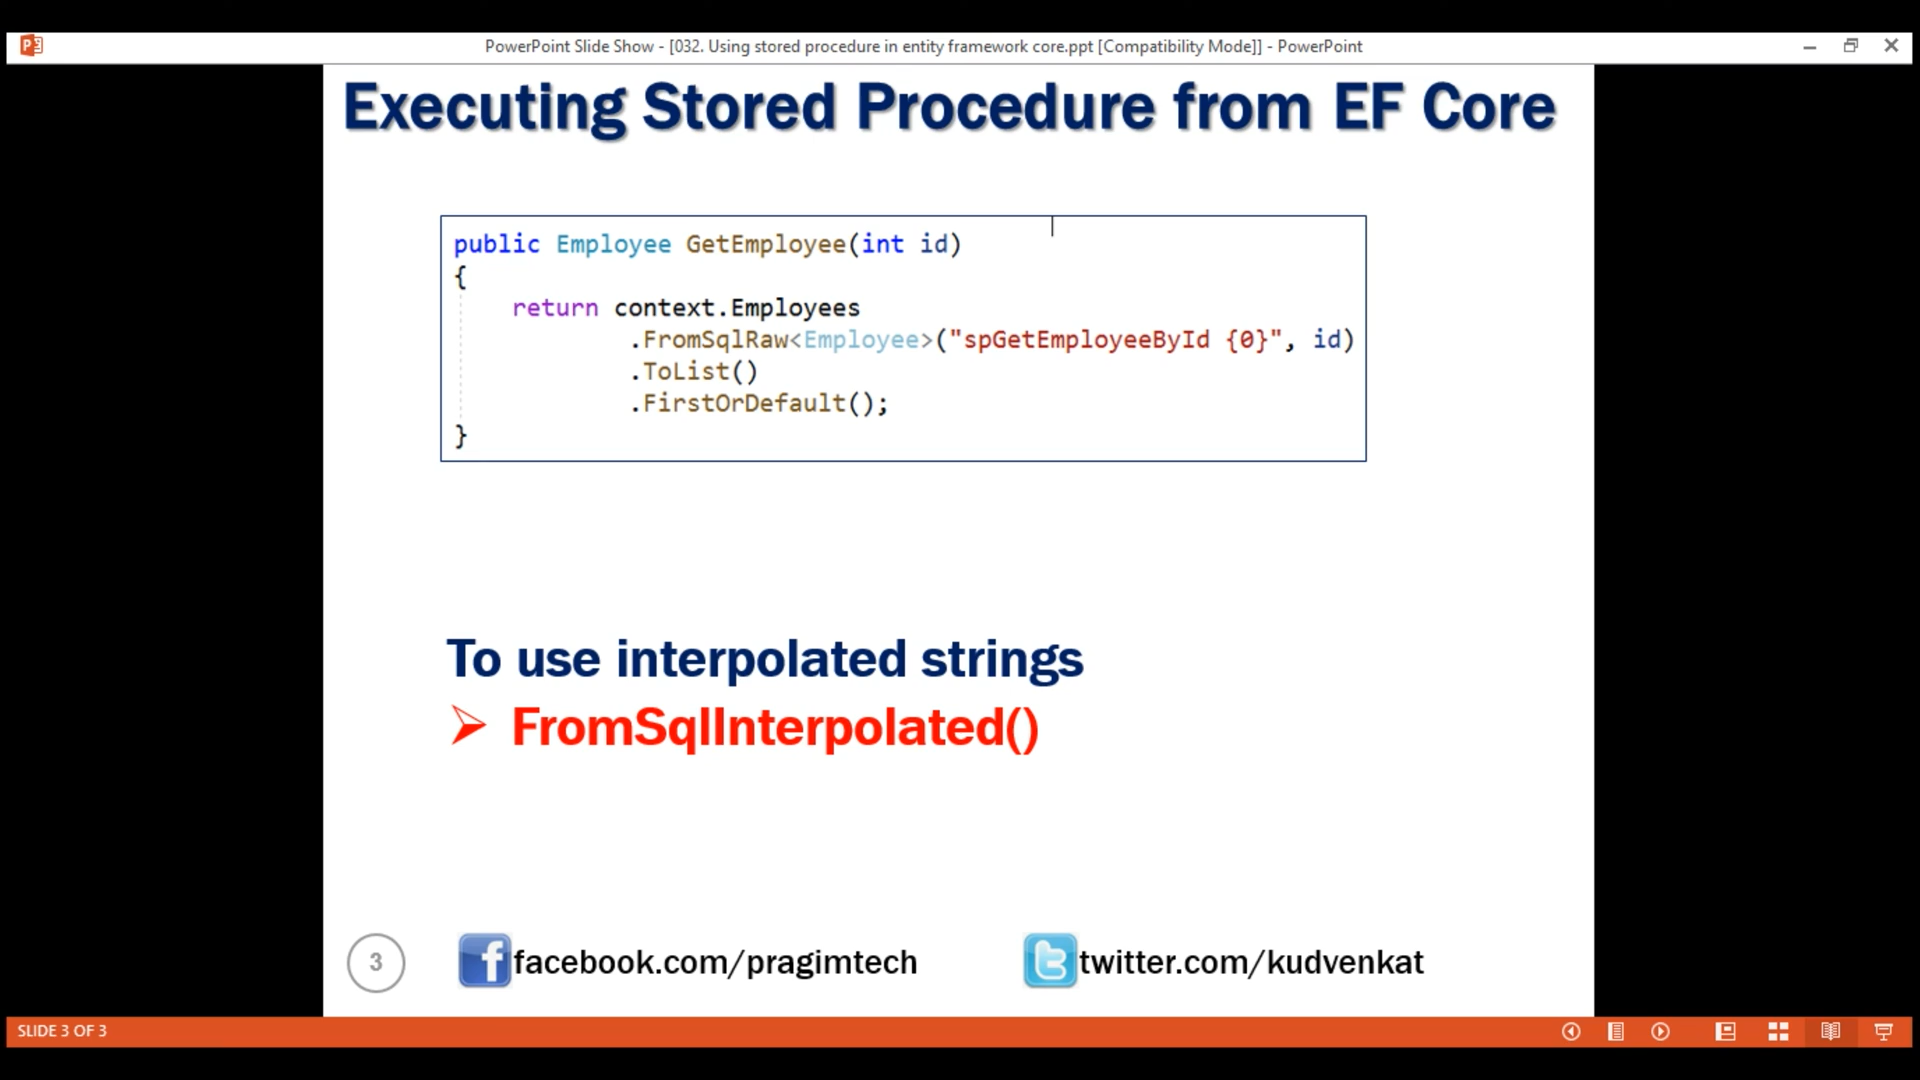 PowerPoint Slide Show - [032. Using stored procedure in entity framework core.ppt [Compatibility Mode]] - PowerPoint
Executing Stored Procedure from EF Core
public Employee GetEmployee(int id)
{
return context.Employees
.FromSqlRaw<Employee>("spGetEmployeeById {0}", id)
.ToList()
.FirstOrDefault();
}
To use interpolated strings
➢ FromSqlInterpolated()
3 facebook.com/pragimtech twitter.com/kudvenkat
SLIDE 3 OF 3